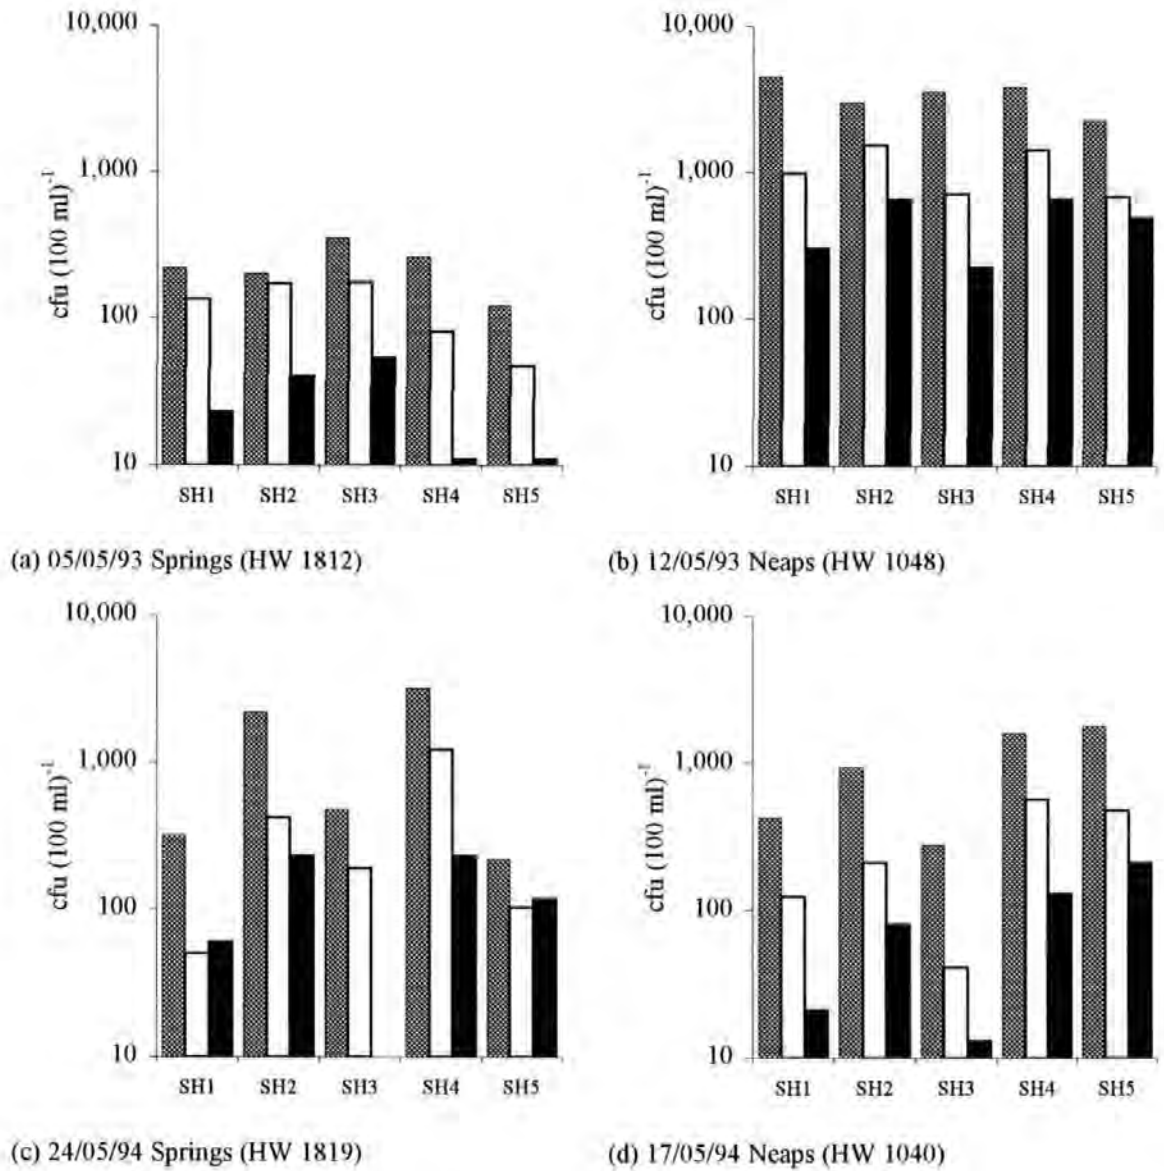 10,000
1,000
100
10
cfu (100 ml)-1
SH1 SH2 SH3 SH4 SH5
(a) 05/05/93 Springs (HW 1812)
10,000
1,000
100
10
cfu (100 ml)-1
SH1 SH2 SH3 SH4 SH5
(b) 12/05/93 Neaps (HW 1048)
10,000
1,000
100
10
cfu (100 ml)-1
SH1 SH2 SH3 SH4 SH5
(c) 24/05/94 Springs (HW 1819)
10,000
1,000
100
10
cfu (100 ml)-1
SH1 SH2 SH3 SH4 SH5
(d) 17/05/94 Neaps (HW 1040)